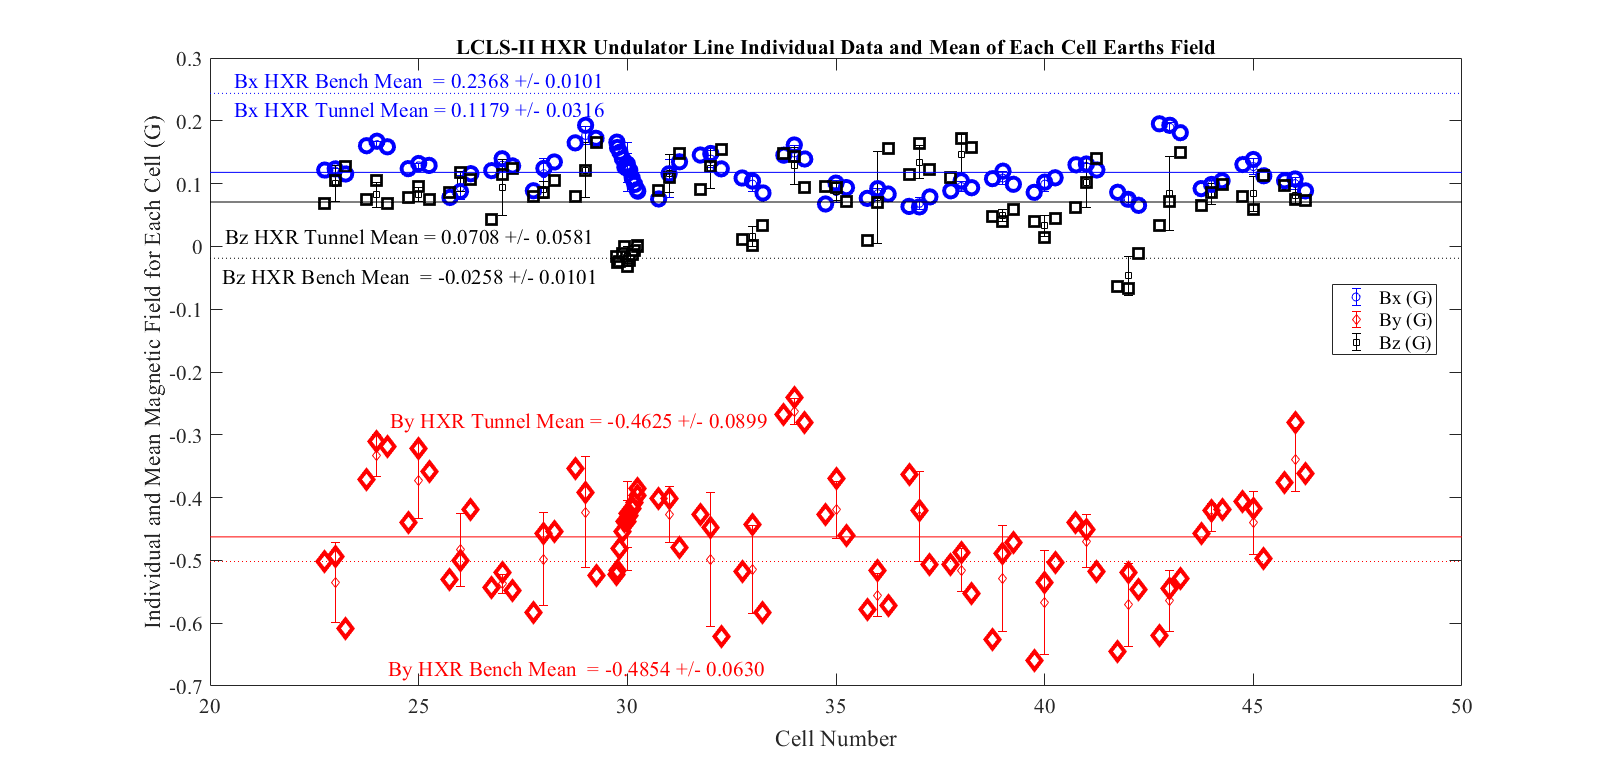 LCLS-II HXR Undulator Line Individual Data and Mean of Each Cell Earths Field
Individual and Mean Magnetic Field for Each Cell (G)
0.3
0.2
0.1
0
-0.1
-0.2
-0.3
-0.4
-0.5
-0.6
-0.7
Bx HXR Bench Mean = 0.2368 +/- 0.0101
Bx HXR Tunnel Mean = 0.1179 +/- 0.0316
Bz HXR Tunnel Mean = 0.0708 +/- 0.0581
Bz HXR Bench Mean = -0.0258 +/- 0.0101
Bx (G)
By (G)
Bz (G)
By HXR Tunnel Mean = -0.4625 +/- 0.0899
By HXR Bench Mean = -0.4854 +/- 0.0630
20 25 30 35 40 45 50
Cell Number